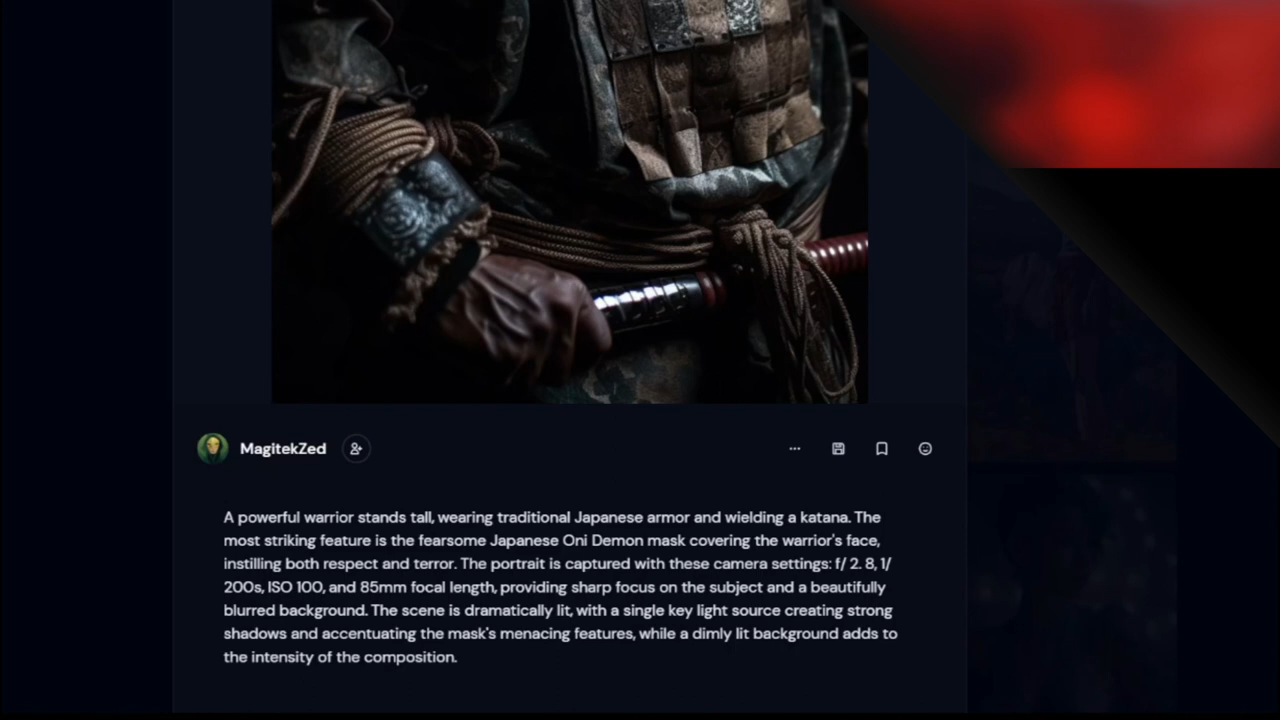 MagitekZed
A powerful warrior stands tall, wearing traditional Japanese armor and wielding a katana. The
most striking feature is the fearsome Japanese Oni Demon mask covering the warrior's face,
instilling both respect and terror. The portrait is captured with these camera settings: f/ 2. 8, 1/
200s, ISO 100, and 85mm focal length, providing sharp focus on the subject and a beautifully
blurred background. The scene is dramatically lit, with a single key light source creating strong
shadows and accentuating the mask's menacing features, while a dimly lit background adds to
the intensity of the composition.